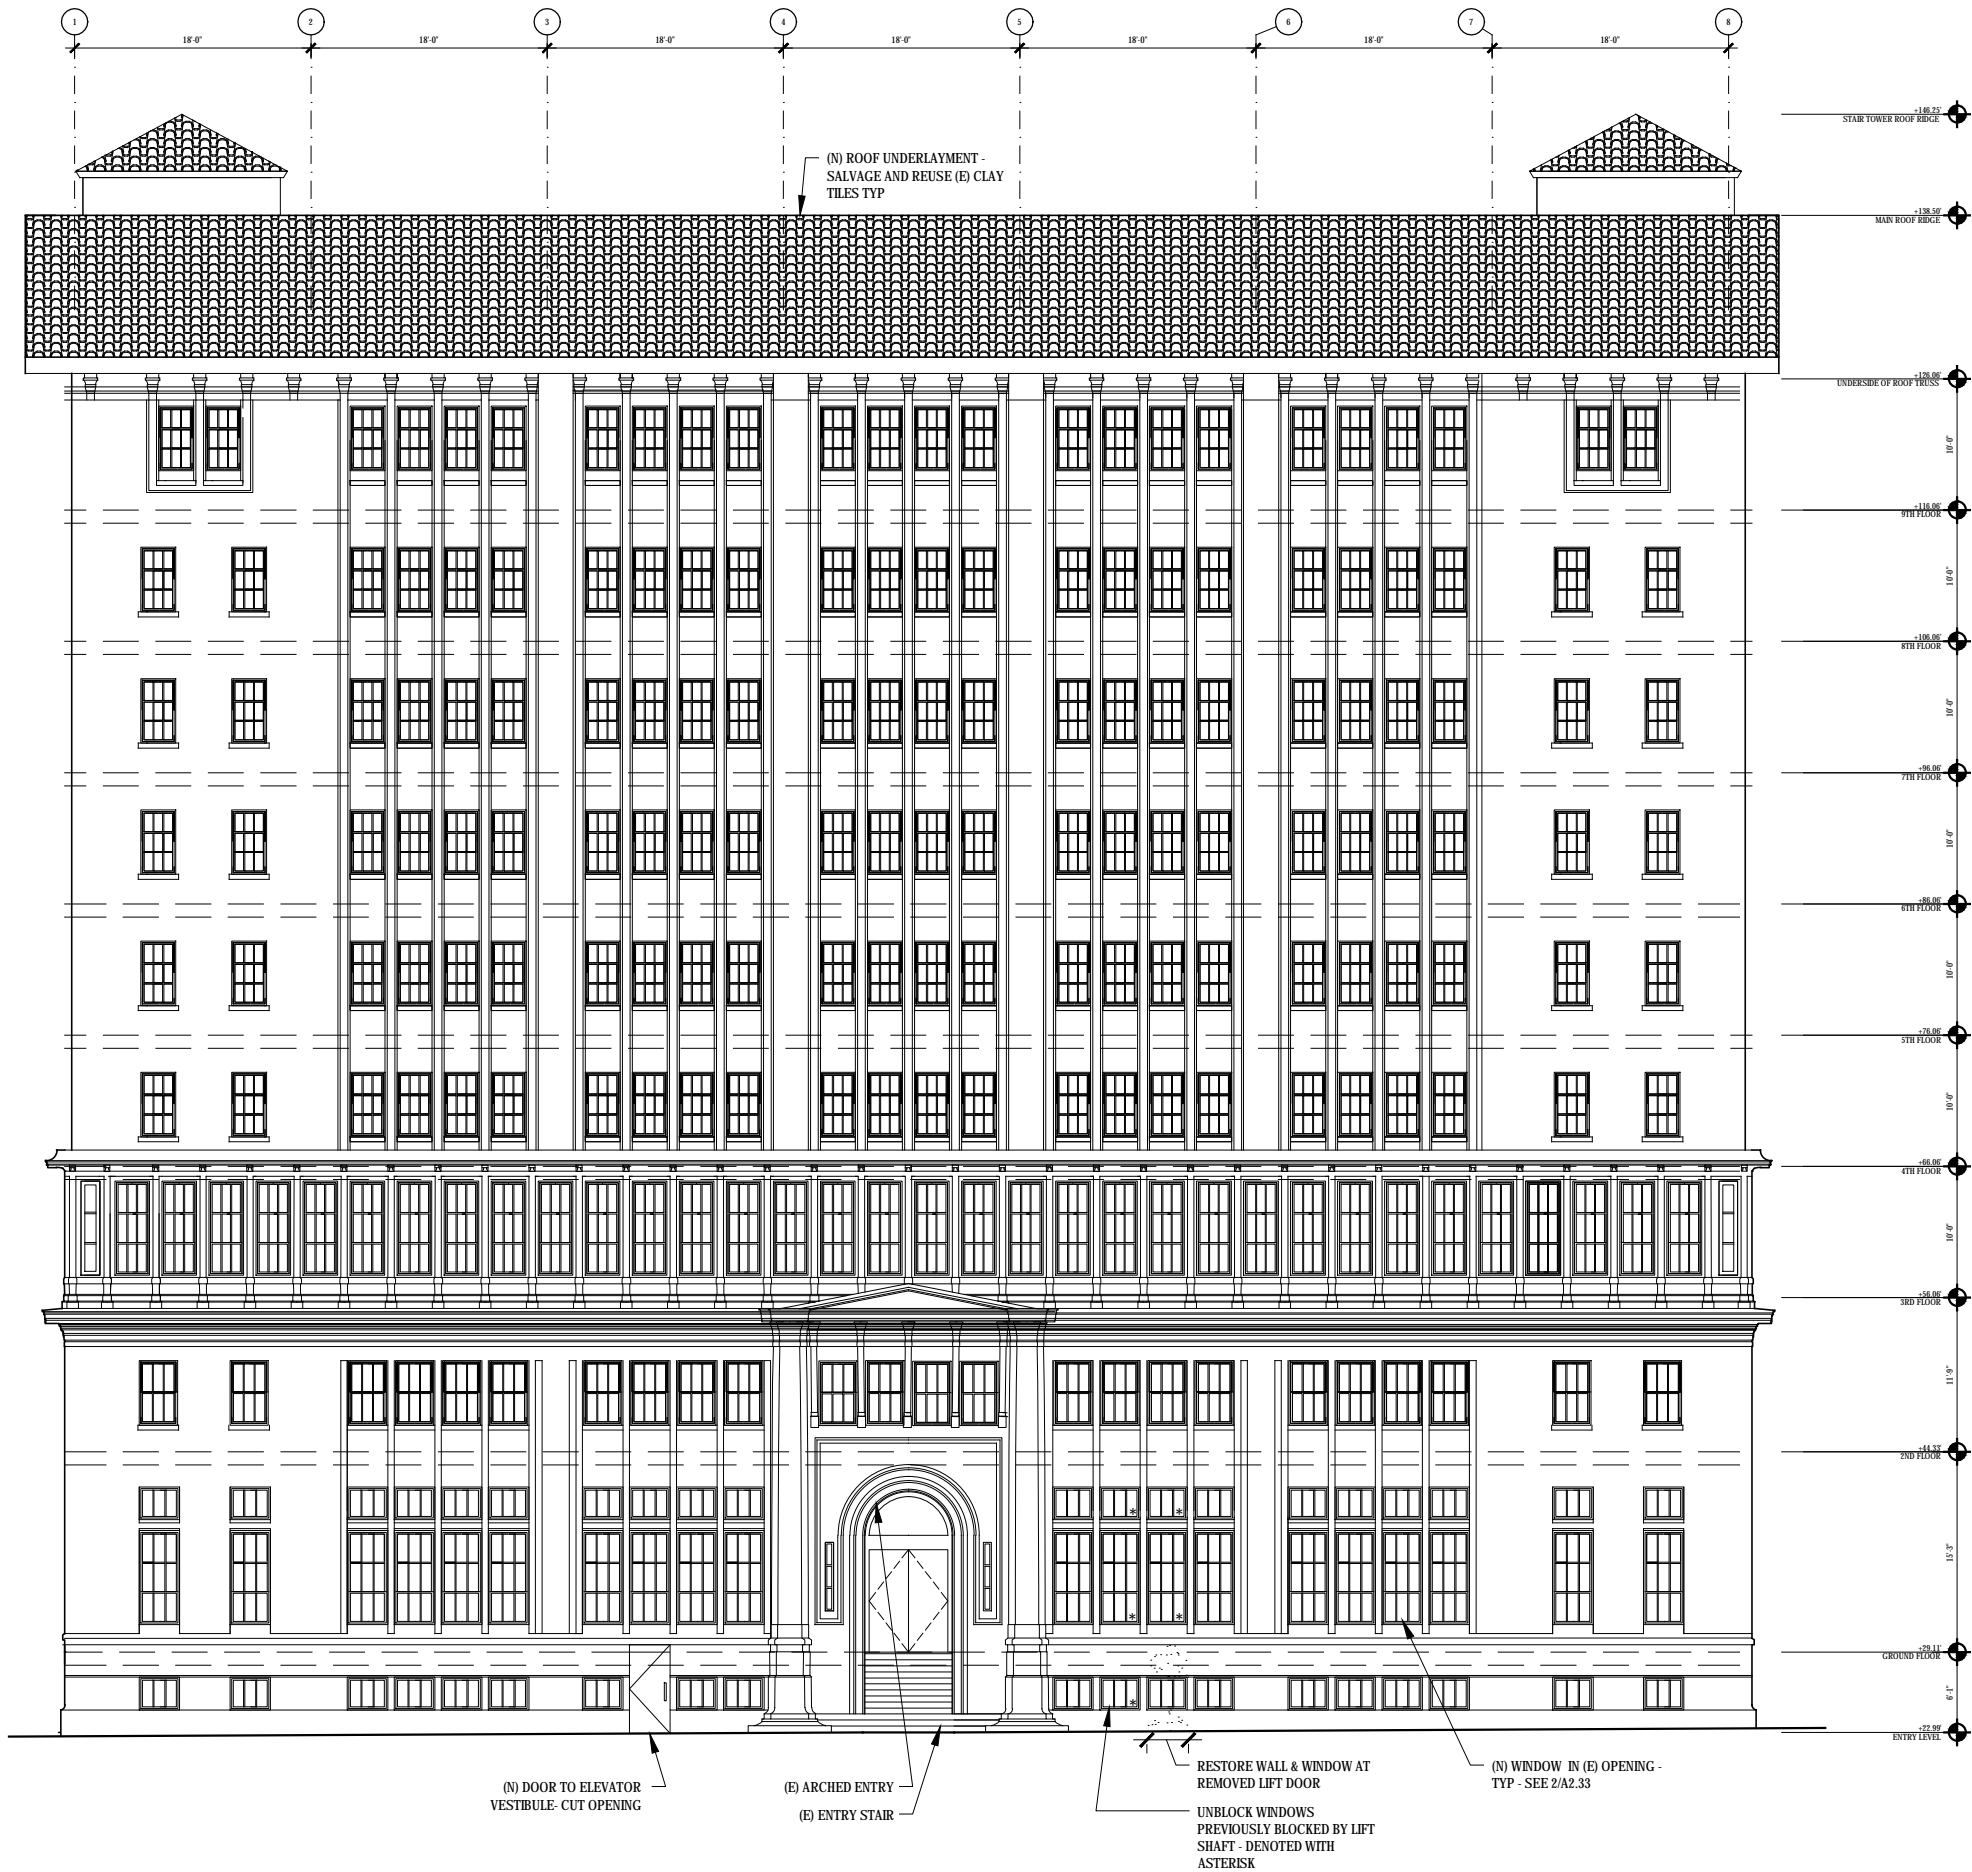 1 2 3 4 5 6 7 8
18'-0" 18'-0" 18'-0" 18'-0" 18'-0" 18'-0" 18'-0"
+146.25'
STAIR TOWER ROOF RIDGE
(N) ROOF UNDERLAYMENT -
SALVAGE AND REUSE (E) CLAY
TILES TYP
+138.50'
MAIN ROOF RIDGE
+126.06'
UNDERSIDE OF ROOF TRUSS
10'-0"
+116.06'
9TH FLOOR
10'-0"
+106.06'
8TH FLOOR
10'-0"
+96.06'
7TH FLOOR
10'-0"
+86.06'
6TH FLOOR
10'-0"
+76.06'
5TH FLOOR
10'-0"
+66.06'
4TH FLOOR
10'-0"
+56.06'
3RD FLOOR
11'-9"
+44.33'
2ND FLOOR
* *
15'-3"
* *
+29.11'
GROUND FLOOR
*
6'-1"
+22.99'
ENTRY LEVEL
(N) DOOR TO ELEVATOR
VESTIBULE- CUT OPENING
(E) ARCHED ENTRY
(E) ENTRY STAIR
RESTORE WALL & WINDOW AT
REMOVED LIFT DOOR
UNBLOCK WINDOWS
PREVIOUSLY BLOCKED BY LIFT
SHAFT - DENOTED WITH
ASTERISK
(N) WINDOW IN (E) OPENING -
TYP - SEE 2/A2.33